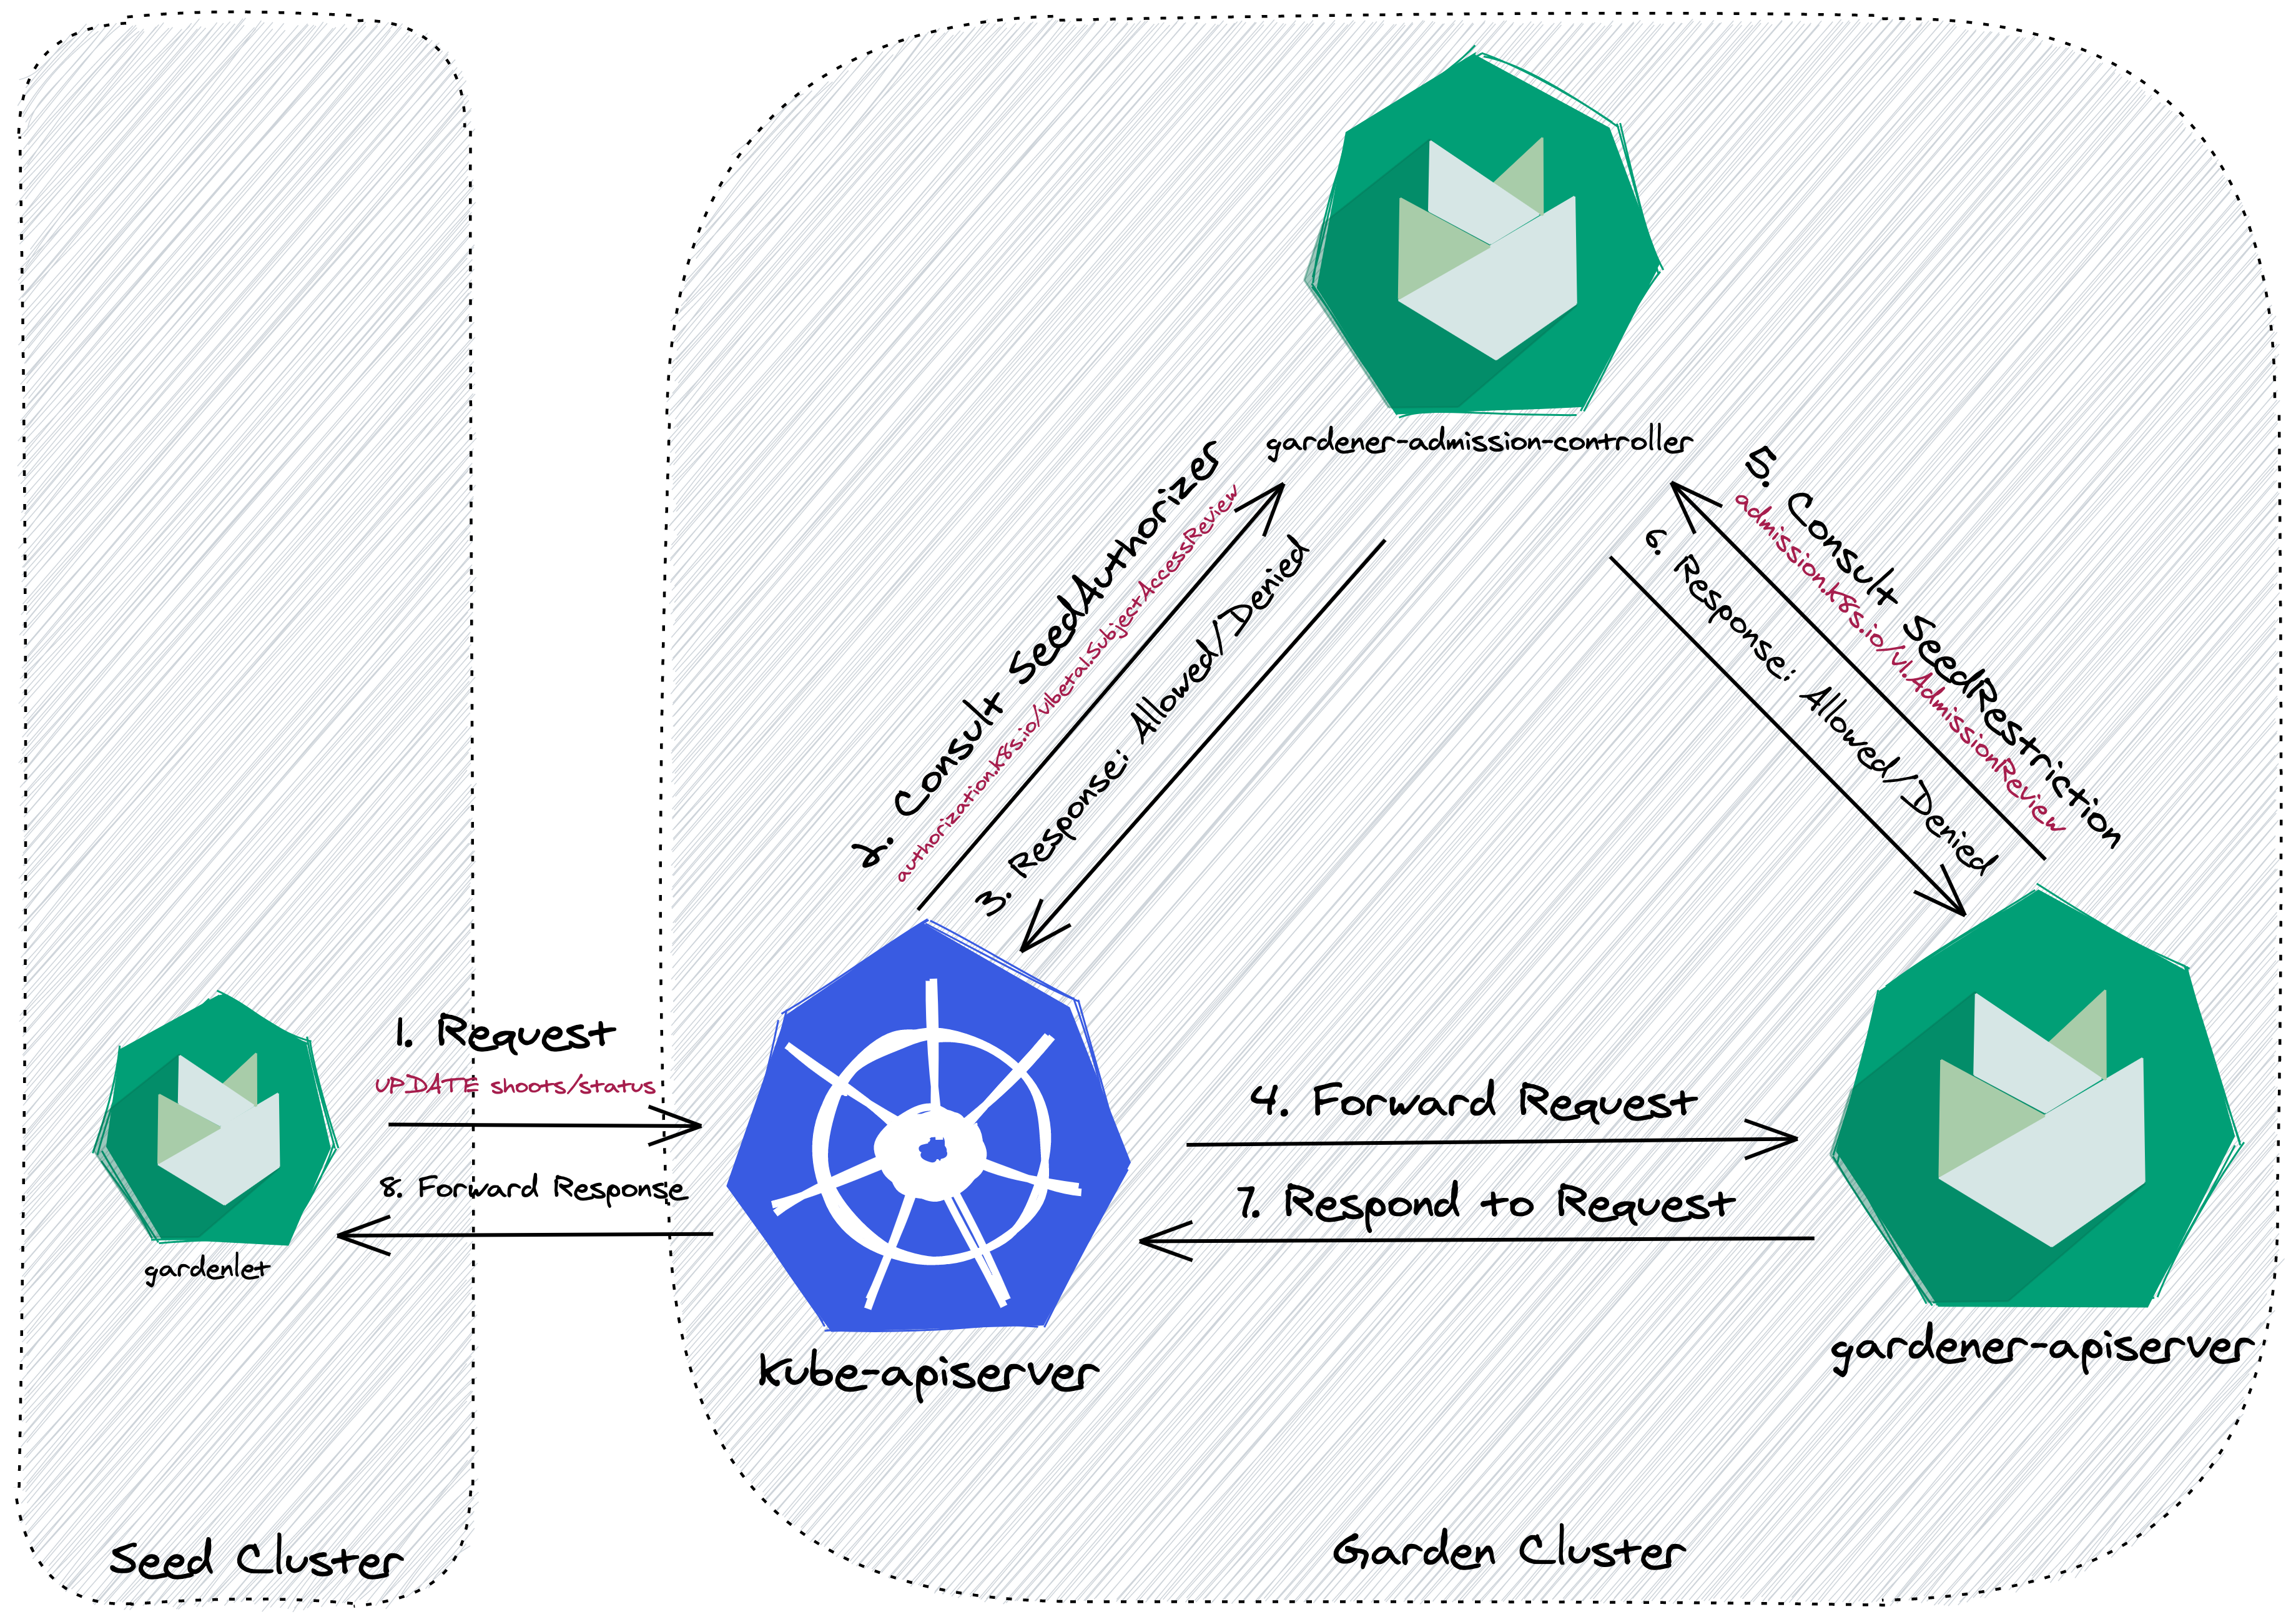 gardener-admission-controller
2. Consult SeedAuthorizer
authorization.k8s.io/v1beta1.SubjectAccessReview
3. Response: Allowed/Denied
5. Consult SeedRestriction
admission.k8s.io/v1.AdmissionReview
6. Response: Allowed/Denied
1. Request
UPDATE shoots/status
8. Forward Response
gardenlet
4. Forward Request
7. Respond to Request
kube-apiserver
gardener-apiserver
Seed Cluster
Garden Cluster